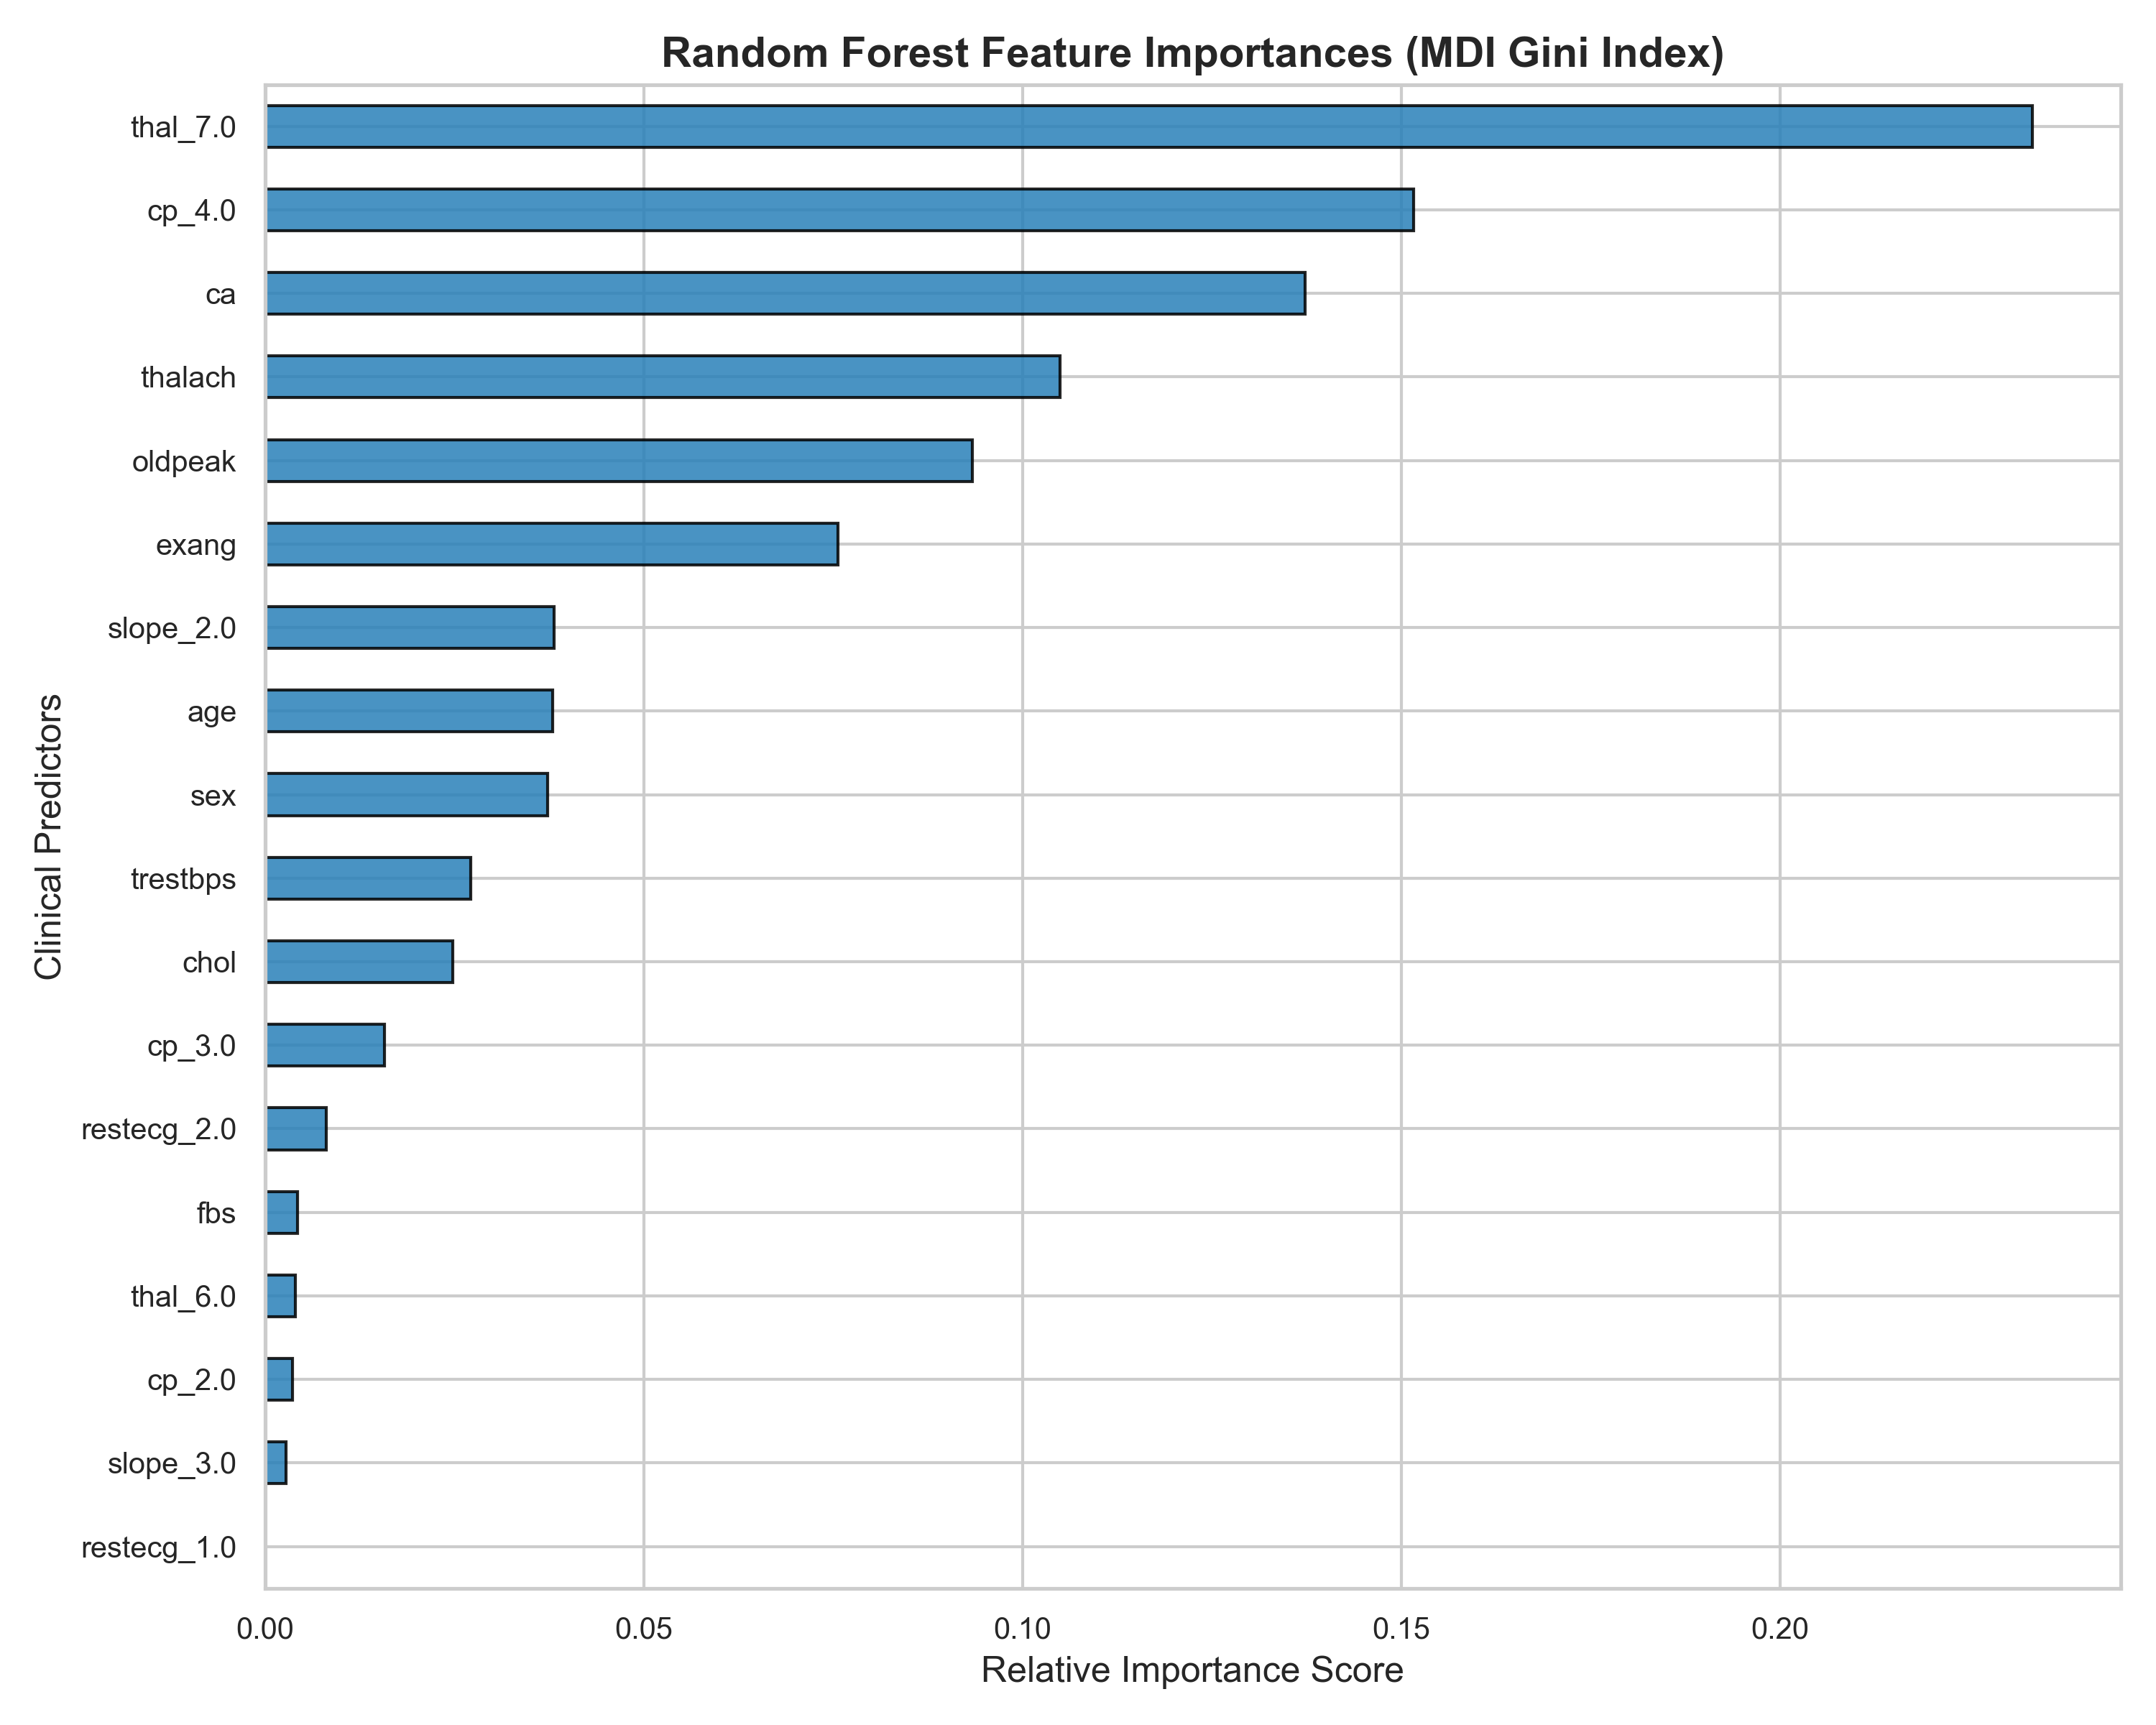 Random Forest Feature Importances (MDI Gini Index)
Clinical Predictors
thal_7.0
cp_4.0
ca
thalach
oldpeak
exang
slope_2.0
age
sex
trestbps
chol
cp_3.0
restecg_2.0
fbs
thal_6.0
cp_2.0
slope_3.0
restecg_1.0
0.00 0.05 0.10 0.15 0.20
Relative Importance Score